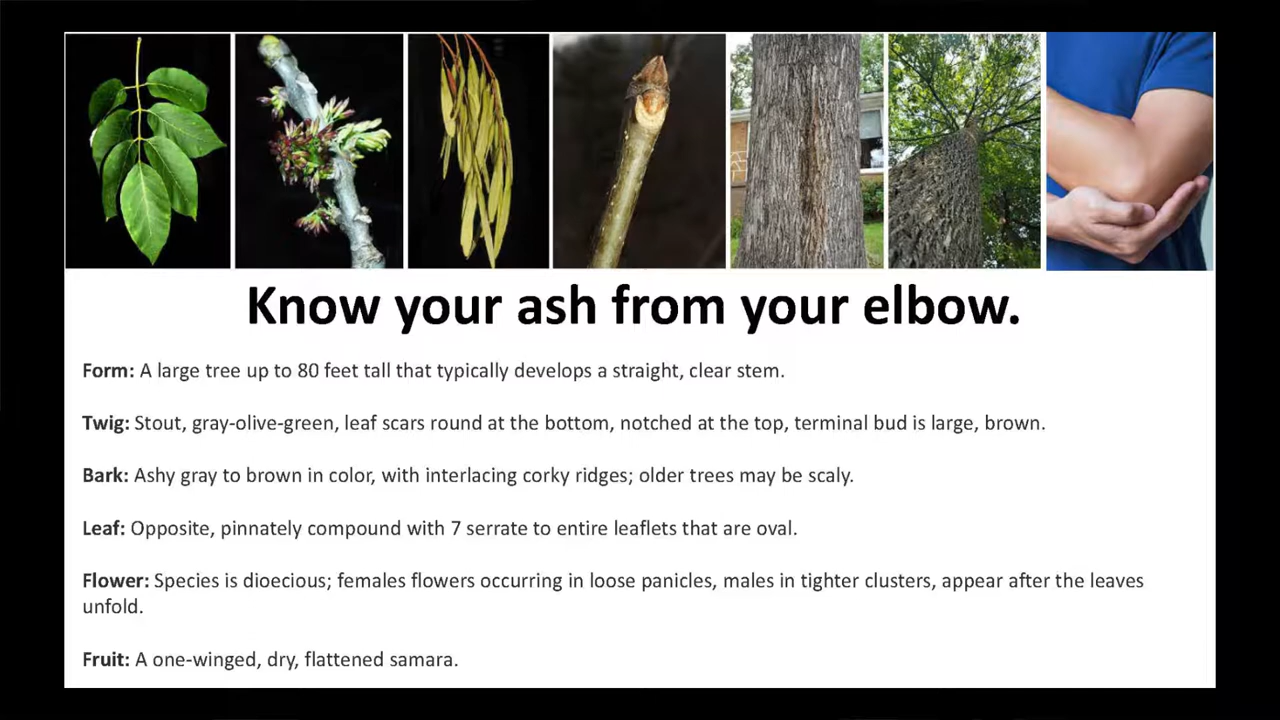 Know your ash from your elbow.
Form: A large tree up to 80 feet tall that typically develops a straight, clear stem.
Twig: Stout, gray-olive-green, leaf scars round at the bottom, notched at the top, terminal bud is large, brown.
Bark: Ashy gray to brown in color, with interlacing corky ridges; older trees may be scaly.
Leaf: Opposite, pinnately compound with 7 serrate to entire leaflets that are oval.
Flower: Species is dioecious; females flowers occurring in loose panicles, males in tighter clusters, appear after the leaves
unfold.
Fruit: A one-winged, dry, flattened samara.